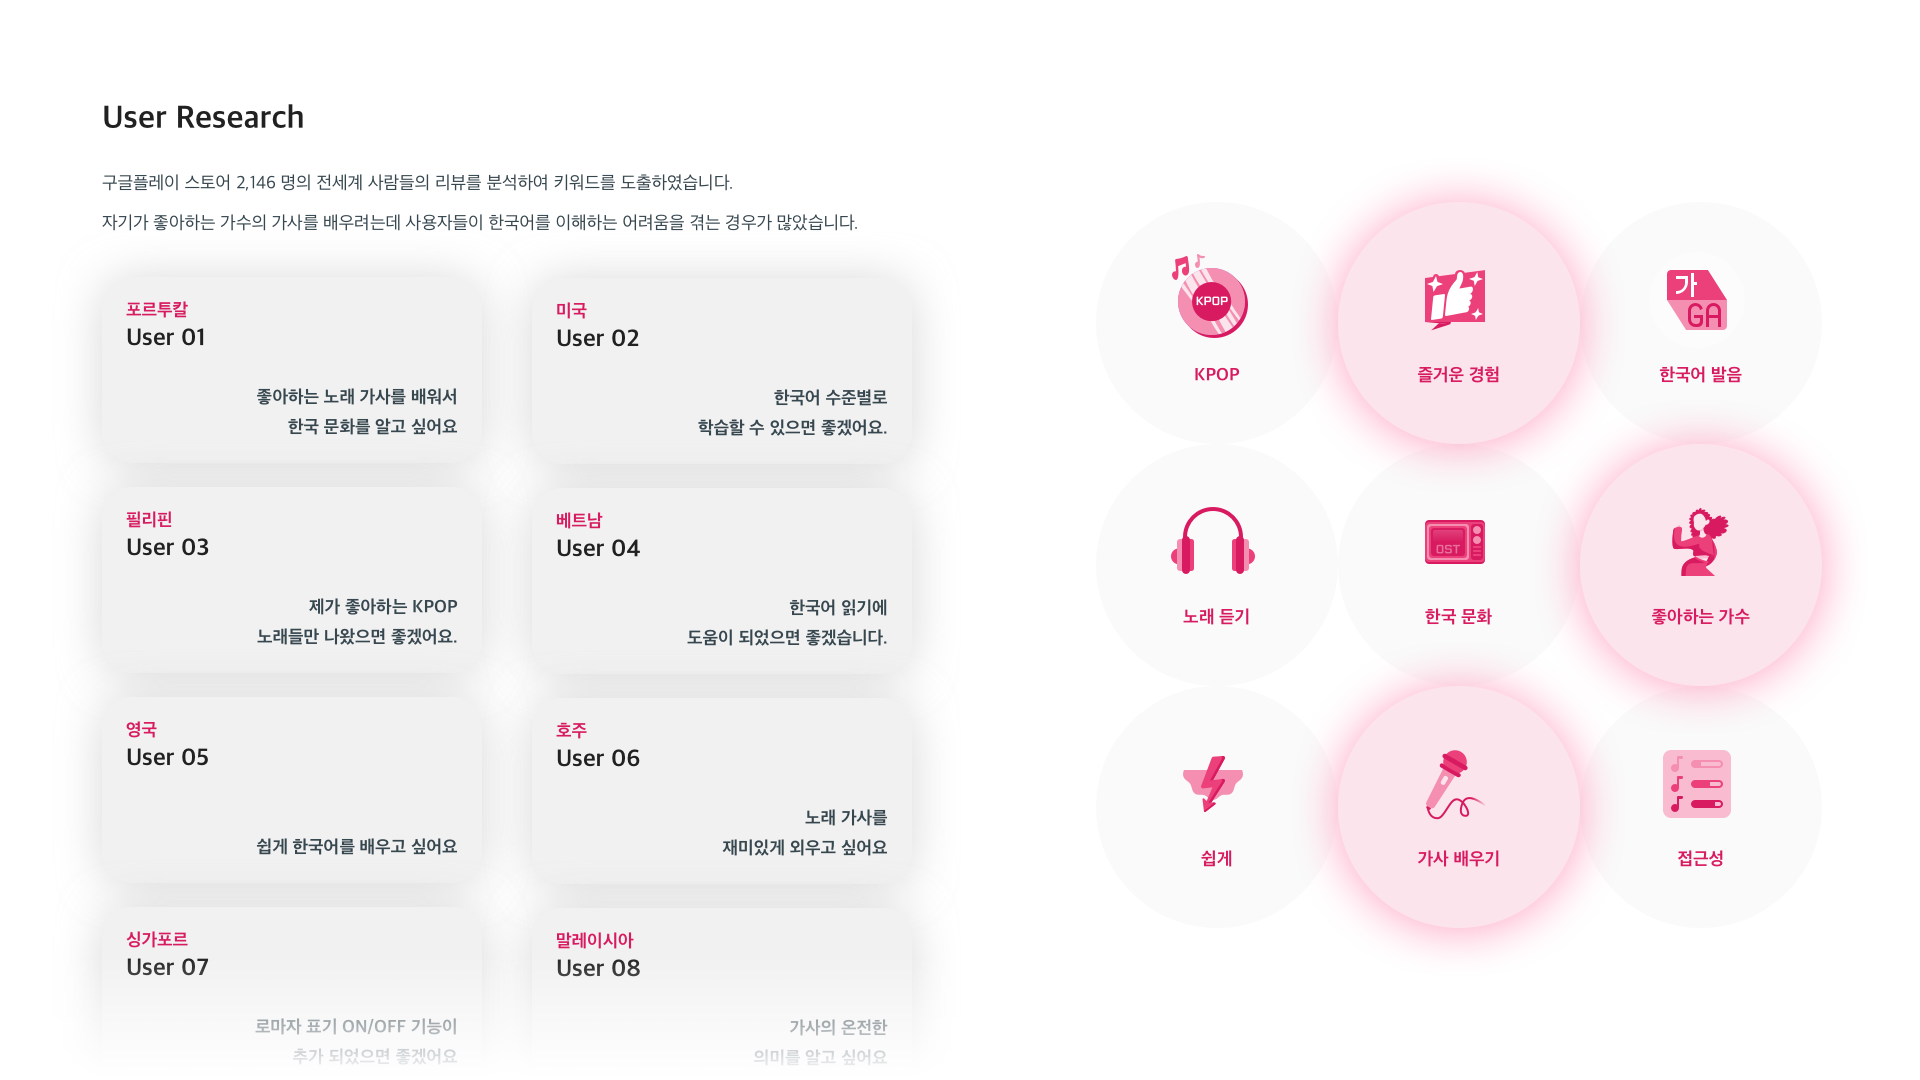 User Research
구글플레이 스토어 2,146 명의 전세계 사람들의 리뷰를 분석하여 키워드를 도출하였습니다.
자기가 좋아하는 가수의 가사를 배우려는데 사용자들이 한국어를 이해하는 어려움을 겪는 경우가 많았습니다.
포르투칼
User 01
좋아하는 노래 가사를 배워서
한국 문화를 알고 싶어요
미국
User 02
한국어 수준별로
학습할 수 있으면 좋겠어요.
필리핀
User 03
제가 좋아하는 KPOP
노래들만 나왔으면 좋겠어요.
베트남
User 04
한국어 읽기에
도움이 되었으면 좋겠습니다.
영국
User 05
쉽게 한국어를 배우고 싶어요
호주
User 06
노래 가사를
재미있게 외우고 싶어요
싱가포르
User 07
로마자 표기 ON/OFF 기능이
추가 되었으면 좋겠어요
말레이시아
User 08
가사의 온전한
의미를 알고 싶어요
KPOP
KPOP
즐거운 경험
가
GA
한국어 발음
노래 듣기
OST
한국 문화
좋아하는 가수
쉽게
가사 배우기
접근성